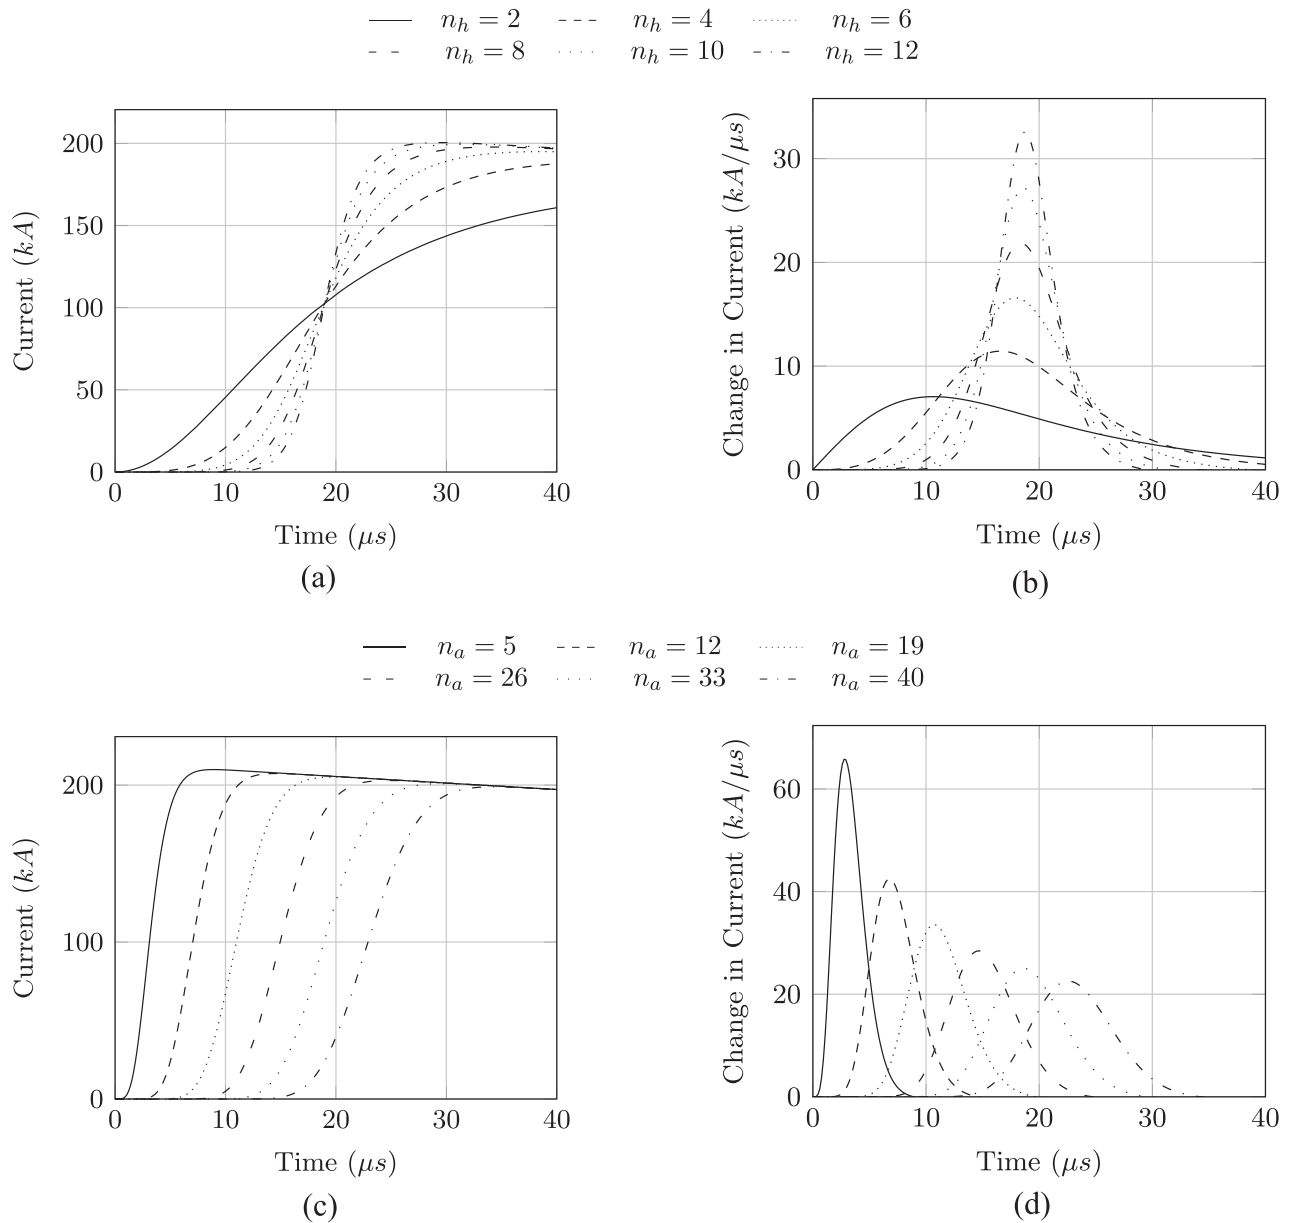 n_h = 2 n_h = 4 n_h = 6
n_h = 8 n_h = 10 n_h = 12
200
150
100
50
0
0 10 20 30 40
Current (kA)
Time (μs)
(a)
30
20
10
0
0 10 20 30 40
Change in Current (kA/μs)
Time (μs)
(b)
n_a = 5 n_a = 12 n_a = 19
n_a = 26 n_a = 33 n_a = 40
200
100
0
0 10 20 30 40
Current (kA)
Time (μs)
(c)
60
40
20
0
0 10 20 30 40
Change in Current (kA/μs)
Time (μs)
(d)